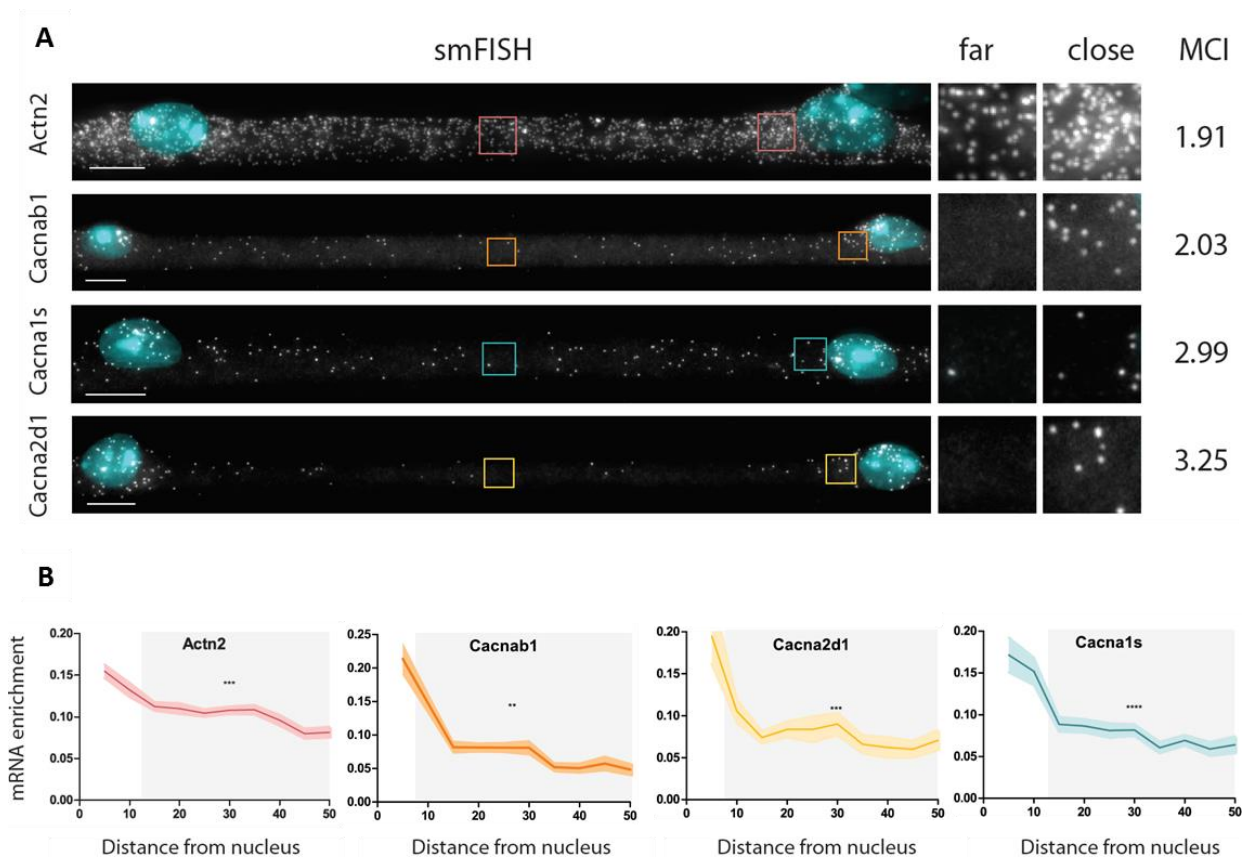 A
smFISH far close MCI
Actn2 1.91
Cacnab1 2.03
Cacna1s 2.99
Cacna2d1 3.25
B
mRNA enrichment
Actn2
***
0.20
0.15
0.10
0.05
0.00
0 10 20 30 40 50
Distance from nucleus
Cacnab1
**
0.25
0.20
0.15
0.10
0.05
0.00
0 10 20 30 40 50
Distance from nucleus
Cacna2d1
***
0.20
0.15
0.10
0.05
0.00
0 10 20 30 40 50
Distance from nucleus
Cacna1s
****
0.20
0.15
0.10
0.05
0.00
0 10 20 30 40 50
Distance from nucleus